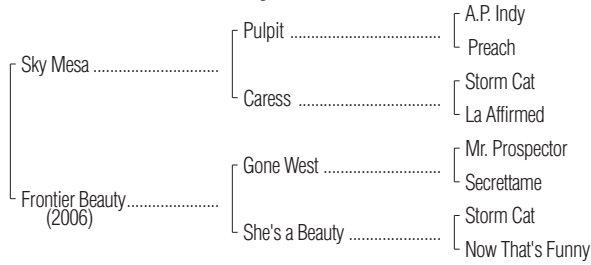 A.P. Indy
Pulpit ..............................
Preach
Sky Mesa ..............................
Storm Cat
Caress ..............................
La Affirmed
Mr. Prospector
Gone West ..............................
Secrettame
Frontier Beauty......................
(2006)
Storm Cat
She's a Beauty ......................
Now That's Funny